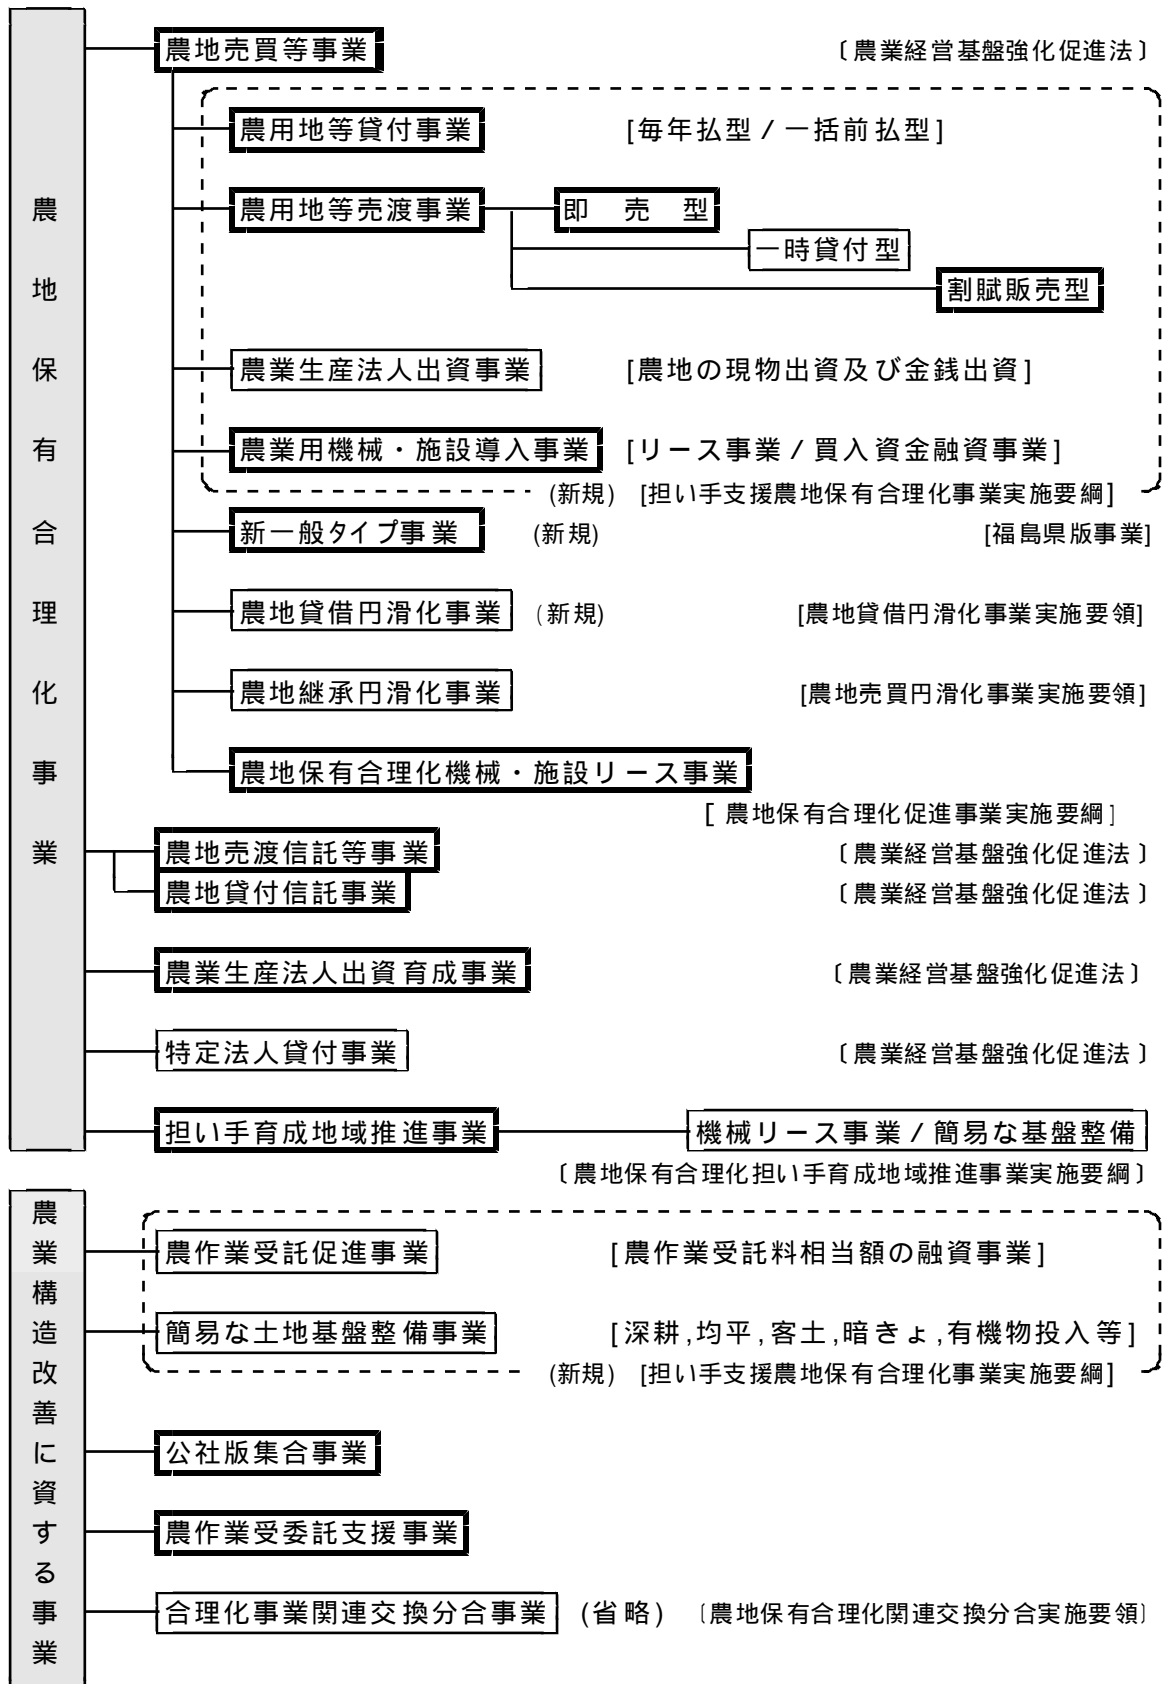 農地保有合理化事業
農地売買等事業 〔農業経営基盤強化促進法〕
農用地等貸付事業 [毎年払型／一括前払型]
農用地等売渡事業 即売型
一時貸付型
割賦販売型
農業生産法人出資事業 [農地の現物出資及び金銭出資]
農業用機械・施設導入事業 [リース事業／買入資金融資事業]
(新規) [担い手支援農地保有合理化事業実施要綱]
新一般タイプ事業 (新規) [福島県版事業]
農地貸借円滑化事業 (新規) [農地貸借円滑化事業実施要領]
農地継承円滑化事業 [農地売買円滑化事業実施要領]
農地保有合理化機械・施設リース事業
[農地保有合理化促進事業実施要綱]
農地売渡信託等事業 〔農業経営基盤強化促進法〕
農地貸付信託事業 〔農業経営基盤強化促進法〕
農業生産法人出資育成事業 〔農業経営基盤強化促進法〕
特定法人貸付事業 〔農業経営基盤強化促進法〕
担い手育成地域推進事業 機械リース事業／簡易な基盤整備
〔農地保有合理化担い手育成地域推進事業実施要綱〕
農業構造改善に資する事業
農作業受託促進事業 [農作業受託料相当額の融資事業]
簡易な土地基盤整備事業 [深耕,均平,客土,暗きょ,有機物投入等]
(新規) [担い手支援農地保有合理化事業実施要綱]
公社版集合事業
農作業受委託支援事業
合理化事業関連交換分合事業 (省略) 〔農地保有合理化関連交換分合実施要領〕